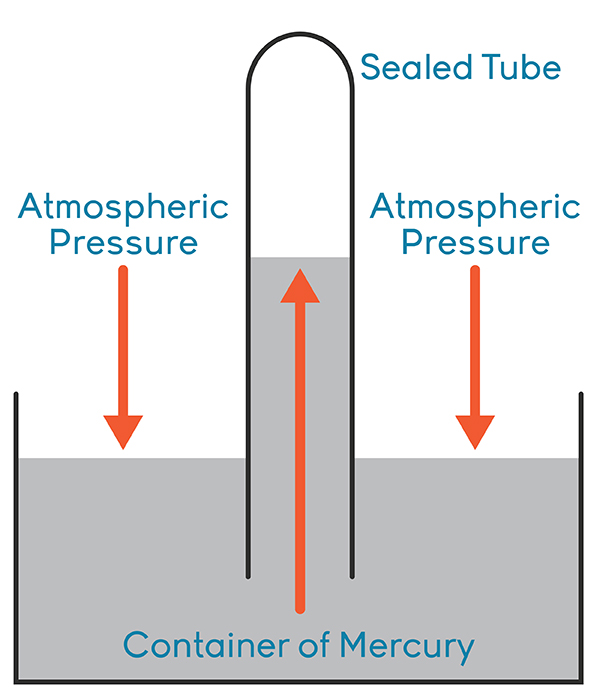 Sealed Tube
Atmospheric
Pressure
Atmospheric
Pressure
Container of Mercury